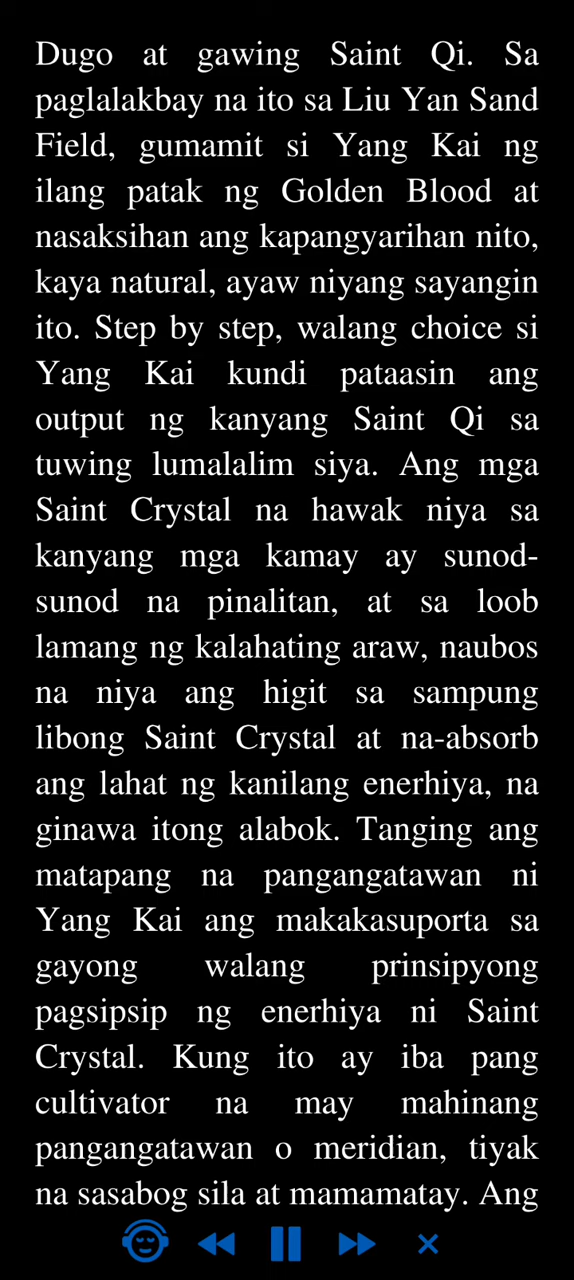 Dugo at gawing Saint Qi. Sa
paglalakbay na ito sa Liu Yan Sand
Field, gumamit si Yang Kai ng
ilang patak ng Golden Blood at
nasaksihan ang kapangyarihan nito,
kaya natural, ayaw niyang sayangin
ito. Step by step, walang choice si
Yang Kai kundi pataasin ang
output ng kanyang Saint Qi sa
tuwing lumalalim siya. Ang mga
Saint Crystal na hawak niya sa
kanyang mga kamay ay sunod-
sunod na pinalitan, at sa loob
lamang ng kalahating araw, naubos
na niya ang higit sa sampung
libong Saint Crystal at na-absorb
ang lahat ng kanilang enerhiya, na
ginawa itong alabok. Tanging ang
matapang na pangangatawan ni
Yang Kai ang makakasuporta sa
gayong walang prinsipyong
pagsipsip ng enerhiya ni Saint
Crystal. Kung ito ay iba pang
cultivator na may mahinang
pangangatawan o meridian, tiyak
na sasabog sila at mamamatay. Ang